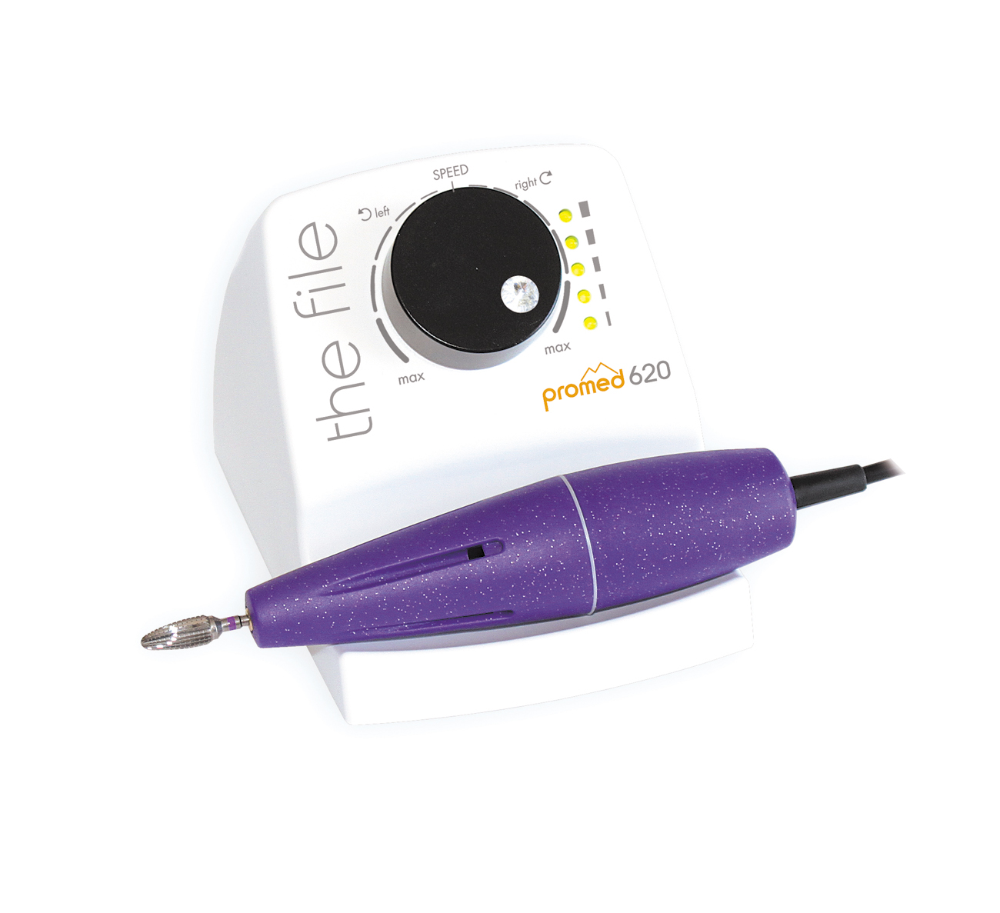 SPEED
left
right
max
max
the file
promed 620